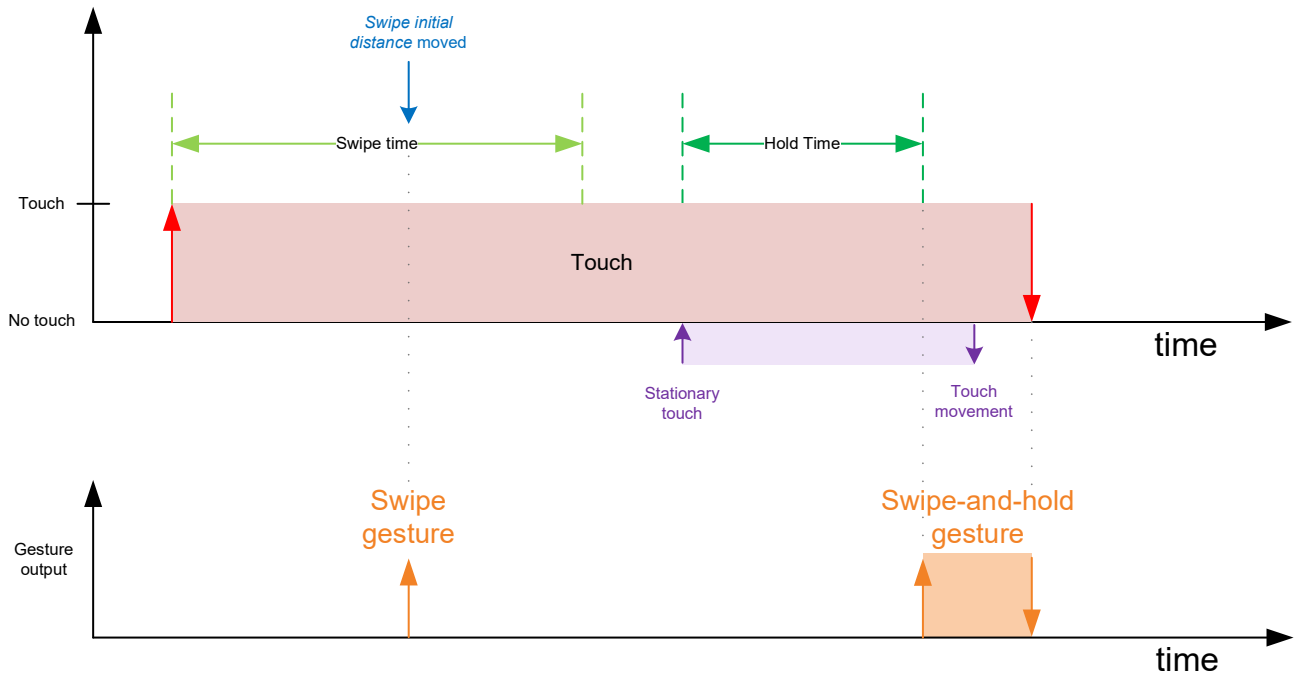 Swipe initial
distance moved
Swipe time
Hold Time
Touch
Touch
No touch
time
Stationary
touch
Touch
movement
Swipe
gesture
Swipe-and-hold
gesture
Gesture
output
time